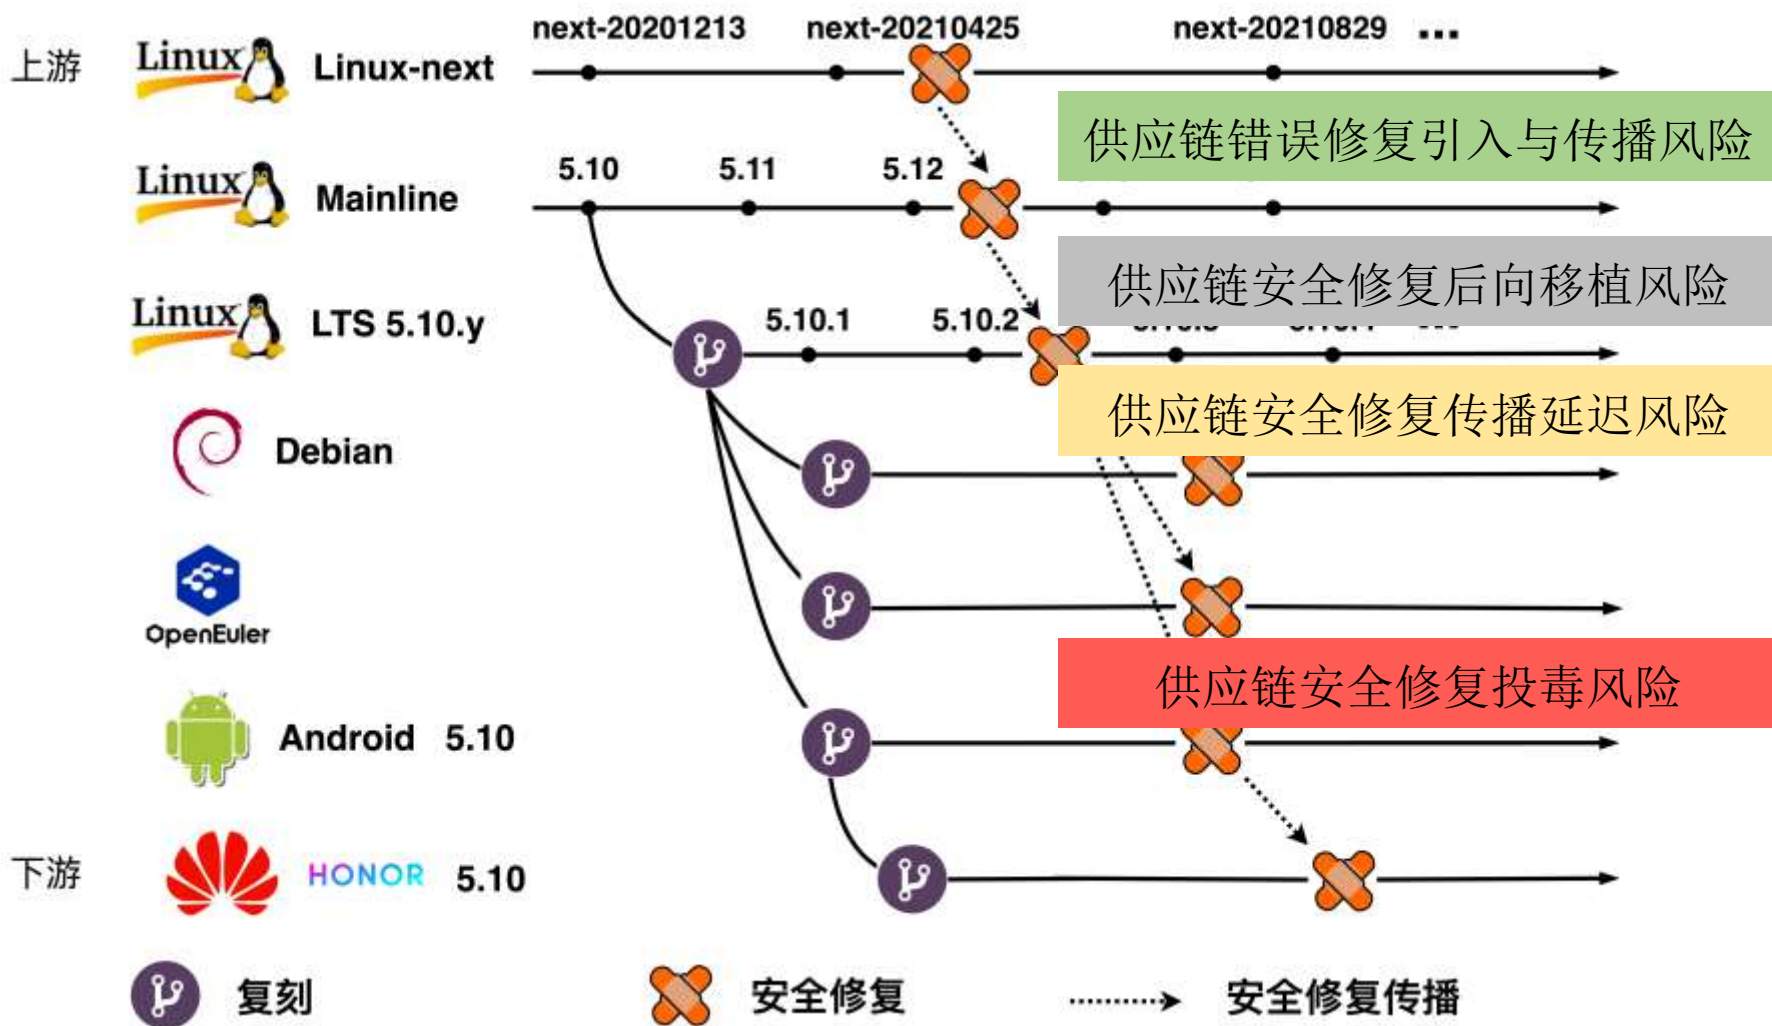 next-20201213 next-20210425 next-20210829 ...
上游 Linux Linux-next
供应链错误修复引入与传播风险
5.10 5.11 5.12
Linux Mainline
供应链安全修复后向移植风险
Linux LTS 5.10.y 5.10.1 5.10.2
供应链安全修复传播延迟风险
Debian
OpenEuler
供应链安全修复投毒风险
Android 5.10
下游 HONOR 5.10
复刻 安全修复 安全修复传播